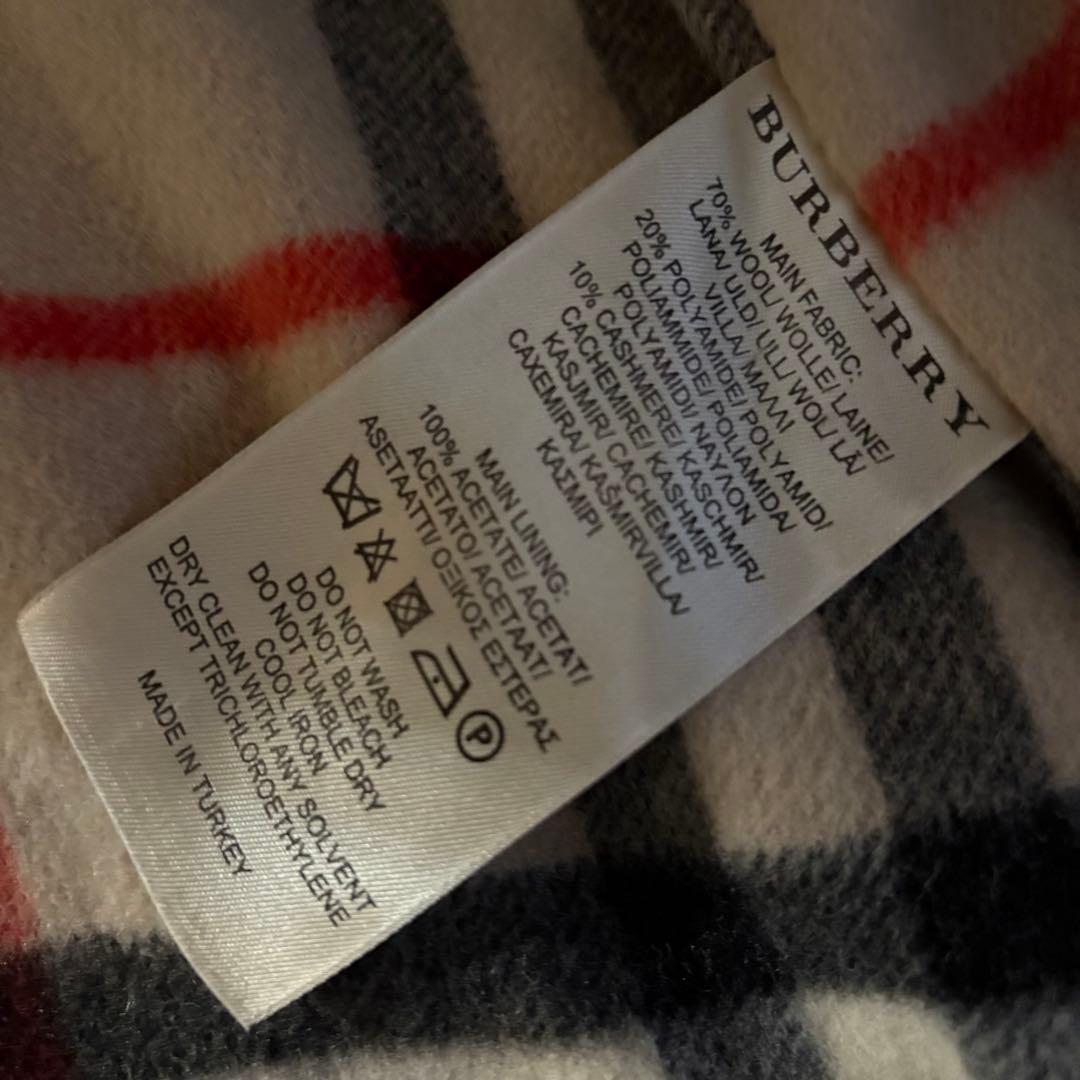 BURBERRY
MAIN FABRIC:
70% WOOL/ WOLLE/ LAINE/
LANA/ ULD/ ULL/ WOL/ LÃ/
VILLA/ ΜΑΛΛΙ
20% POLYAMIDE/ POLYAMID/
POLIAMMIDE/ POLIAMIDA/
POLYAMIDI/ ΝΑΥΛΟΝ
10% CASHMERE/ KASCHMIR/
CACHEMIRE/ KASHMIR/
KASJMIR/ CACHEMIR/
CAXEMIRA/ KAŠMIRVILLA/
ΚΑΣΜΙΡΙ
MAIN LINING:
100% ACETATE/ ACETAT/
ACETATO/ ACETAAT/
ASETAATTI/ ΟΞΙΚΟΣ ΕΣΤΕΡΑΣ
P
DO NOT WASH
DO NOT BLEACH
DO NOT TUMBLE DRY
COOL IRON
DRY CLEAN WITH ANY SOLVENT
EXCEPT TRICHLOROETHYLENE
MADE IN TURKEY